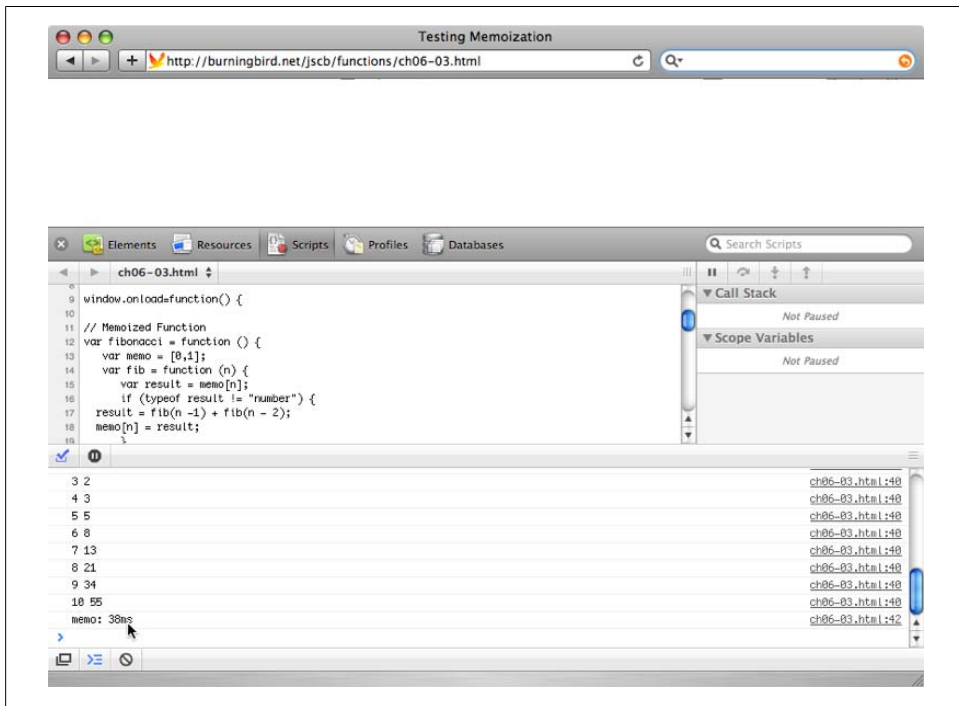 Testing Memoization
http://burningbird.net/jscb/functions/ch06-03.html
Elements Resources Scripts Profiles Databases Search Scripts
ch06-03.html
8
9 window.onload=function() {
10
11 // Memoized Function
12 var fibonacci = function () {
13 var memo = [0,1];
14 var fib = function (n) {
15 var result = memo[n];
16 if (typeof result != "number") {
17 result = fib(n -1) + fib(n - 2);
18 memo[n] = result;
19 }
Call Stack
Not Paused
Scope Variables
Not Paused
3 2 ch06-03.html:40
4 3 ch06-03.html:40
5 5 ch06-03.html:40
6 8 ch06-03.html:40
7 13 ch06-03.html:40
8 21 ch06-03.html:40
9 34 ch06-03.html:40
10 55 ch06-03.html:40
memo: 38ms ch06-03.html:42
>